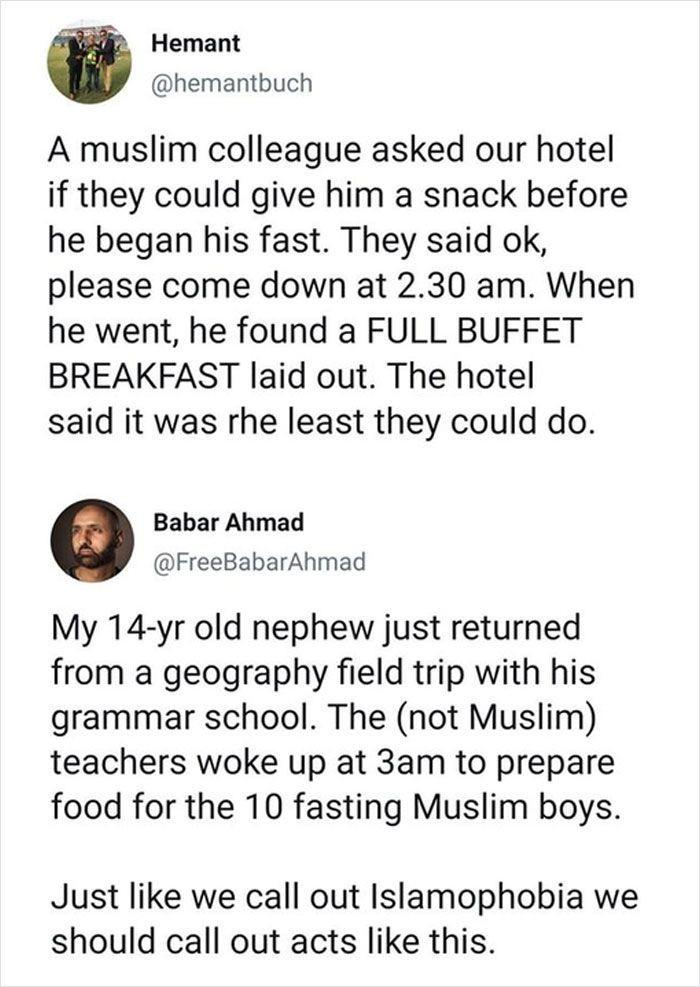 Hemant
@hemantbuch
A muslim colleague asked our hotel
if they could give him a snack before
he began his fast. They said ok,
please come down at 2.30 am. When
he went, he found a FULL BUFFET
BREAKFAST laid out. The hotel
said it was rhe least they could do.
Babar Ahmad
@FreeBabarAhmad
My 14-yr old nephew just returned
from a geography field trip with his
grammar school. The (not Muslim)
teachers woke up at 3am to prepare
food for the 10 fasting Muslim boys.
Just like we call out Islamophobia we
should call out acts like this.